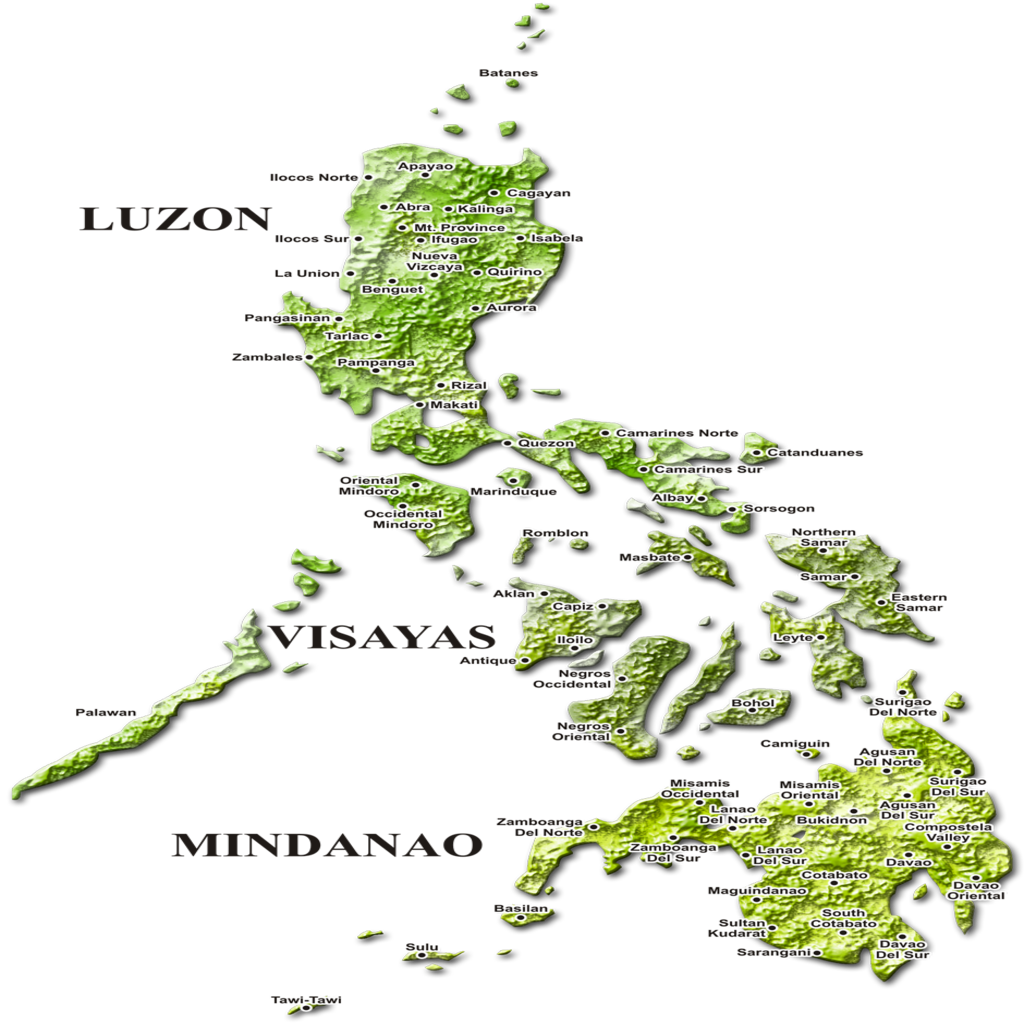 Batanes
Apayao
Ilocos Norte
Cagayan
LUZON
Abra
Kalinga
Mt. Province
Ilocos Sur
Ifugao
Isabela
Nueva
Vizcaya
La Union
Quirino
Benguet
Aurora
Pangasinan
Tarlac
Zambales
Pampanga
Rizal
Makati
Quezon
Camarines Norte
Catanduanes
Camarines Sur
Oriental
Mindoro
Marinduque
Albay
Occidental
Mindoro
Sorsogon
Romblon
Northern
Samar
Masbate
Samar
Aklan
Capiz
Eastern
Samar
VISAYAS
Iloilo
Leyte
Antique
Negros
Occidental
Palawan
Bohol
Surigao
Del Norte
Negros
Oriental
Camiguin
Agusan
Del Norte
Misamis
Occidental
Misamis
Oriental
Surigao
Del Sur
Lanao
Del Norte
Agusan
Del Sur
Bukidnon
Zamboanga
Del Norte
Compostela
Valley
MINDANAO
Zamboanga
Del Sur
Lanao
Del Sur
Davao
Cotabato
Maguindanao
Davao
Oriental
Basilan
South
Cotabato
Sultan
Kudarat
Sarangani
Davao
Del Sur
Sulu
Tawi-Tawi